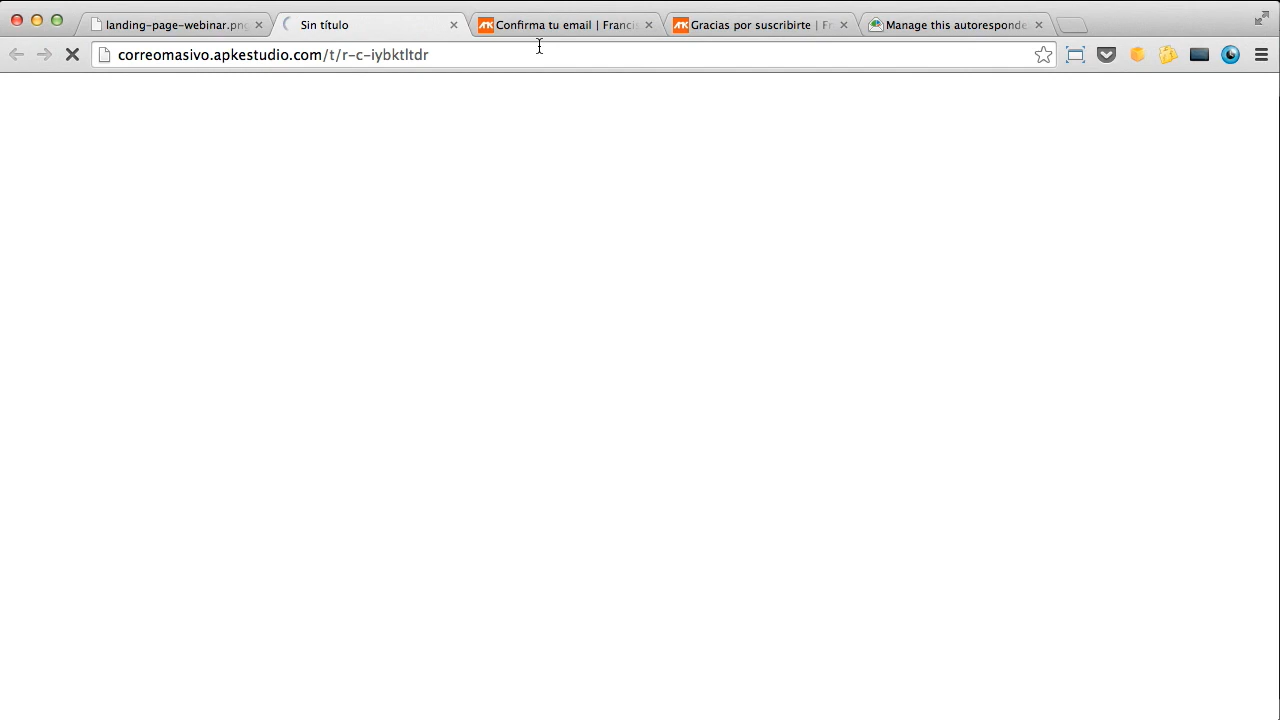 landing-page-webinar.pn
Sin título
Confirma tu email | Franci
Gracias por suscribirte | Fr
Manage this autoresponde
correomasivo.apkestudio.com/t/r-c-iybktltdr